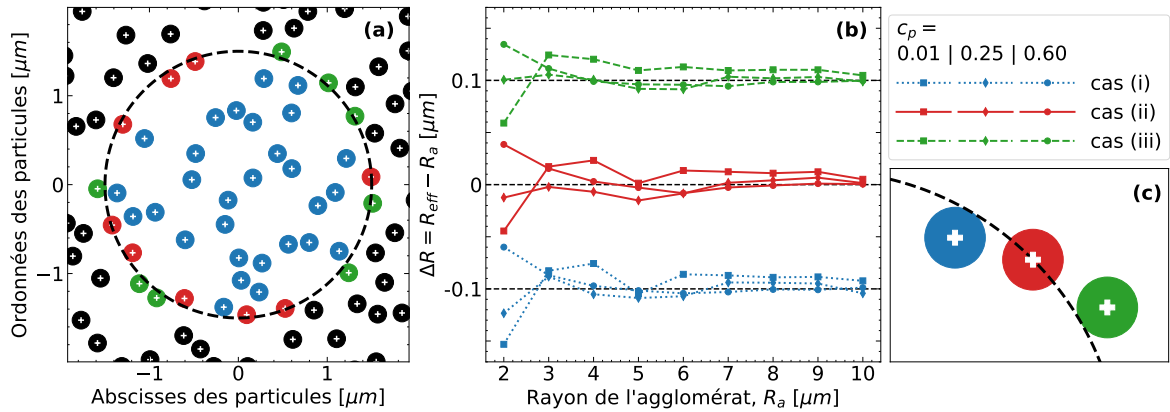 (a)
Ordonnées des particules [μm]
1
0
−1
−1
0
1
Abscisses des particules [μm]
(b)
ΔR = R_eff − R_a [μm]
0.1
0
-0.1
2 3 4 5 6 7 8 9 10
Rayon de l'agglomérat, R_a [μm]
c_p =
0.01 | 0.25 | 0.60
cas (i)
cas (ii)
cas (iii)
(c)